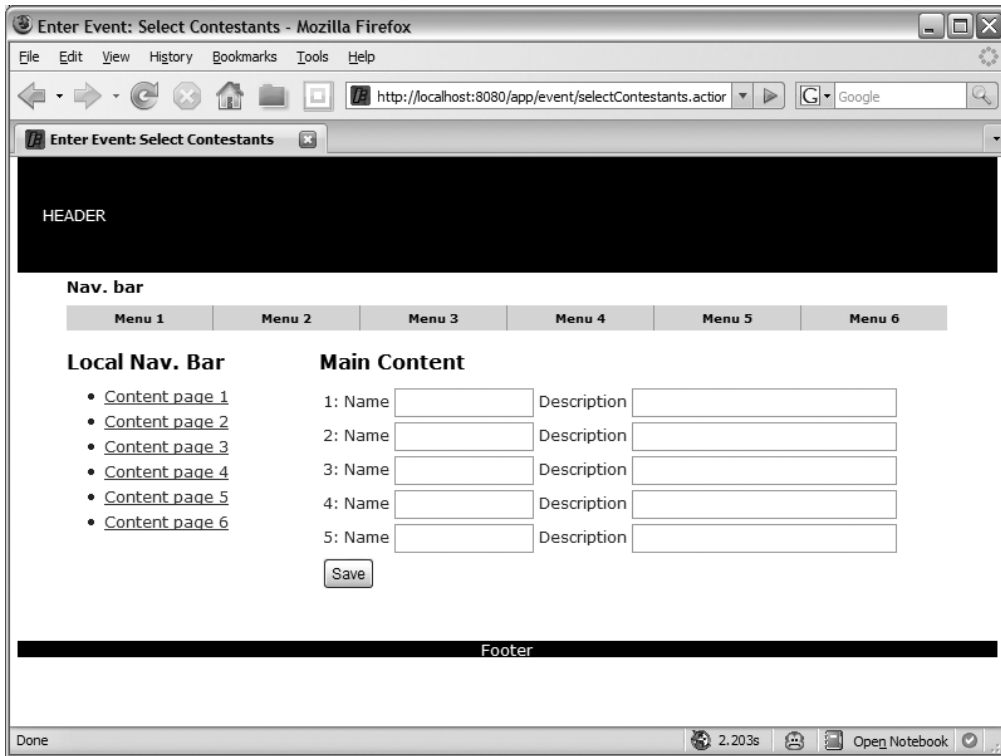 Enter Event: Select Contestants - Mozilla Firefox
File Edit View History Bookmarks Tools Help
http://localhost:8080/app/event/selectContestants.action G Google
Enter Event: Select Contestants
HEADER
Nav. bar
Menu 1 Menu 2 Menu 3 Menu 4 Menu 5 Menu 6
Local Nav. Bar
Content page 1
Content page 2
Content page 3
Content page 4
Content page 5
Content page 6
Main Content
1: Name Description
2: Name Description
3: Name Description
4: Name Description
5: Name Description
Save
Footer
Done 2.203s Open Notebook